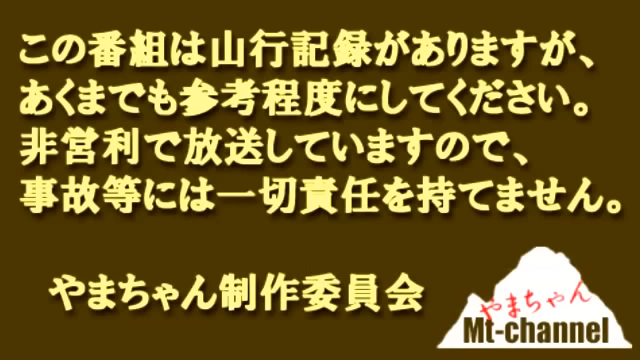 この番組は山行記録がありますが、
あくまでも参考程度にしてください。
非営利で放送していますので、
事故等には一切責任を持てません。
やまちゃん制作委員会
やまちゃん
Mt-channel